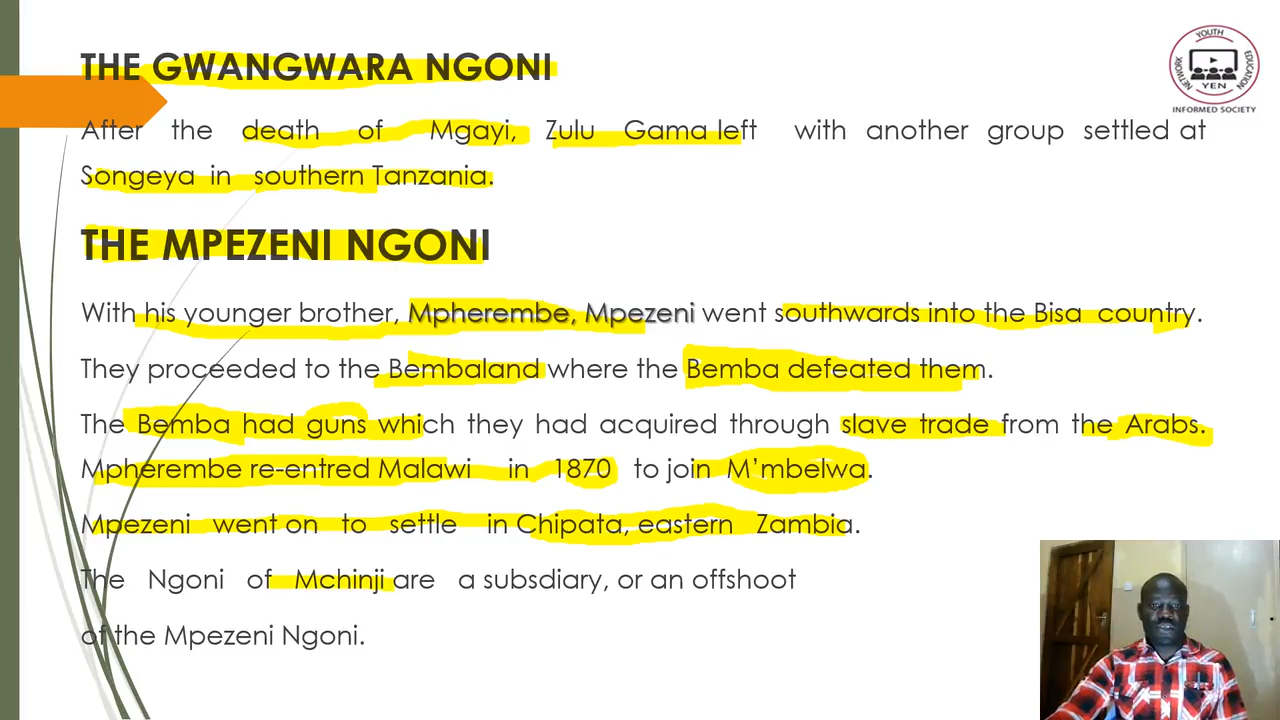 THE GWANGWARA NGONI
After the death of Mgayi, Zulu Gama left with another group settled at
Songeya in southern Tanzania.
THE MPEZENI NGONI
With his younger brother, Mpherembe, Mpezeni went southwards into the Bisa country.
They proceeded to the Bembaland where the Bemba defeated them.
The Bemba had guns which they had acquired through slave trade from the Arabs.
Mpherembe re-entred Malawi in 1870 to join M'mbelwa.
Mpezeni went on to settle in Chipata, eastern Zambia.
The Ngoni of Mchinji are a subsdiary, or an offshoot
of the Mpezeni Ngoni.
YOUTH
EDUCATION
NETWORK
YEN
INFORMED SOCIETY